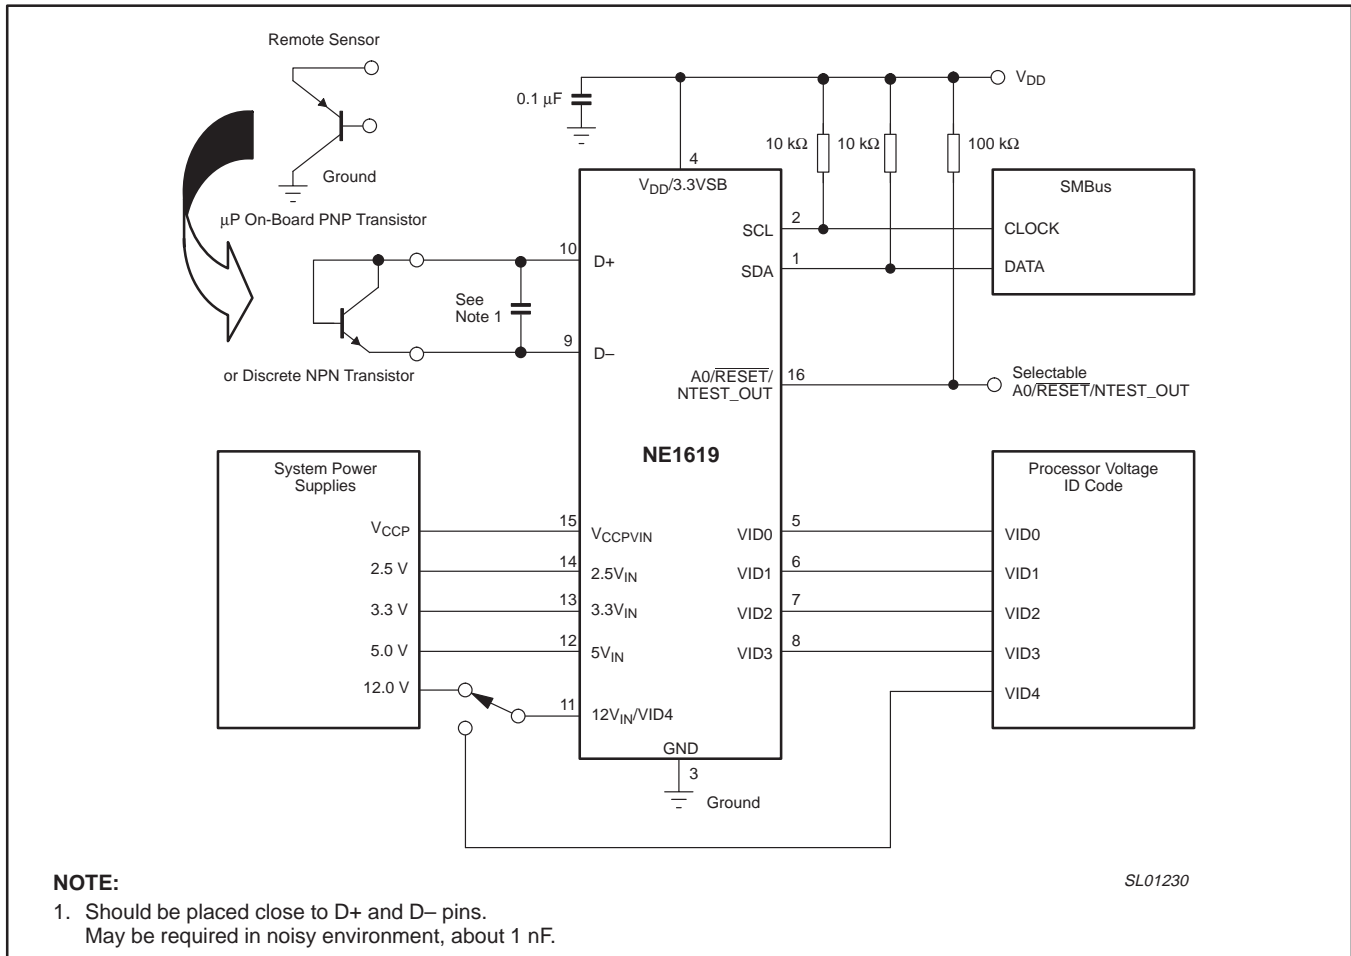 Remote Sensor
Ground
μP On-Board PNP Transistor
or Discrete NPN Transistor
See
Note 1
0.1 μF
VDD
10 kΩ
10 kΩ
100 kΩ
4
VDD/3.3VSB
SCL
2
SDA
1
10
D+
9
D–
A0/RESET/
NTEST_OUT
16
NE1619
SMBus
CLOCK
DATA
Selectable
A0/RESET/NTEST_OUT
System Power
Supplies
VCCP
2.5 V
3.3 V
5.0 V
12.0 V
15
VCCPVIN
14
2.5VIN
13
3.3VIN
12
5VIN
11
12VIN/VID4
VID0
5
VID1
6
VID2
7
VID3
8
GND
3
Ground
Processor Voltage
ID Code
VID0
VID1
VID2
VID3
VID4
SL01230
NOTE:
1. Should be placed close to D+ and D– pins.
May be required in noisy environment, about 1 nF.